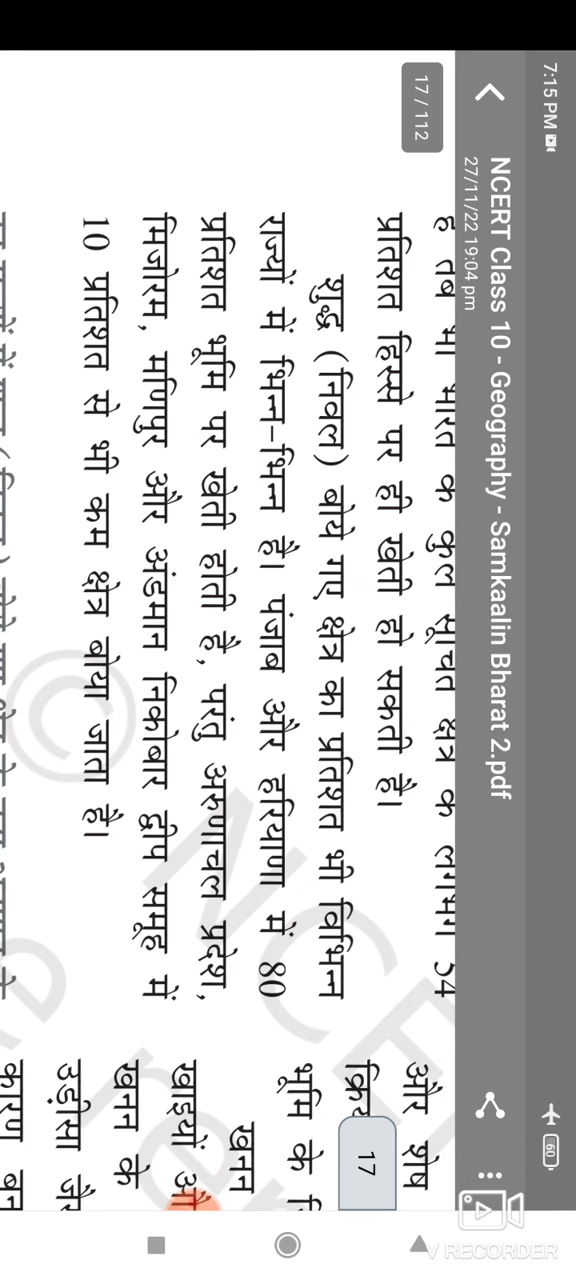 7:15 PM
60
NCERT Class 10 - Geography - Samkaalin Bharat 2.pdf
27/11/22 19:04 pm
17 / 112
है तब भी भारत के कुल सूचित क्षेत्र के लगभग 54
प्रतिशत हिस्से पर ही खेती हो सकती है।
शुद्ध (निवल) बोये गए क्षेत्र का प्रतिशत भी विभिन्न
राज्यों में भिन्न-भिन्न है। पंजाब और हरियाणा में 80
प्रतिशत भूमि पर खेती होती है, परंतु अरुणाचल प्रदेश,
मिजोरम, मणिपुर और अंडमान निकोबार द्वीप समूह में
10 प्रतिशत से भी कम क्षेत्र बोया जाता है।
और शेष
17
भूमि के
खनन
खाइयों औ
खनन के
उड़ीसा जै
कारण बन
© NCE
V RECORDER